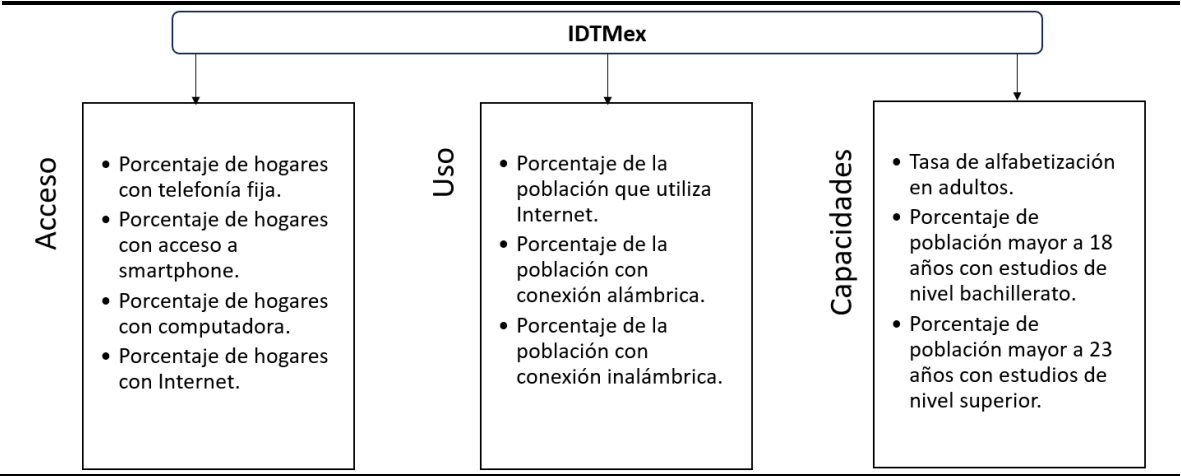 IDTMex
Acceso
• Porcentaje de hogares
con telefonía fija.
• Porcentaje de hogares
con acceso a
smartphone.
• Porcentaje de hogares
con computadora.
• Porcentaje de hogares
con Internet.
Uso
• Porcentaje de la
población que utiliza
Internet.
• Porcentaje de la
población con
conexión alámbrica.
• Porcentaje de la
población con
conexión inalámbrica.
Capacidades
• Tasa de alfabetización
en adultos.
• Porcentaje de
población mayor a 18
años con estudios de
nivel bachillerato.
• Porcentaje de
población mayor a 23
años con estudios de
nivel superior.